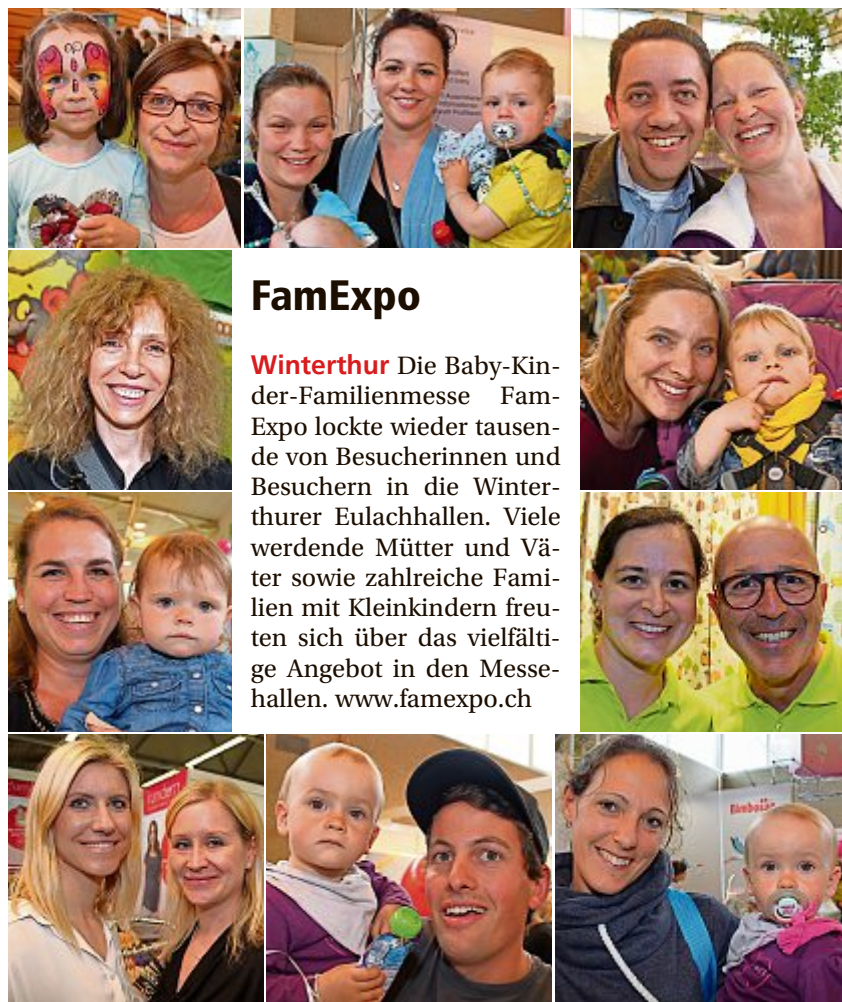 FamExpo
Winterthur Die Baby-Kin-
der-Familienmesse Fam-
Expo lockte wieder tausen-
de von Besucherinnen und
Besuchern in die Winter-
thurer Eulachhallen. Viele
werdende Mütter und Vä-
ter sowie zahlreiche Fami-
lien mit Kleinkindern freu-
ten sich über das vielfälti-
ge Angebot in den Messe-
hallen. www.famexpo.ch
Bimbosan